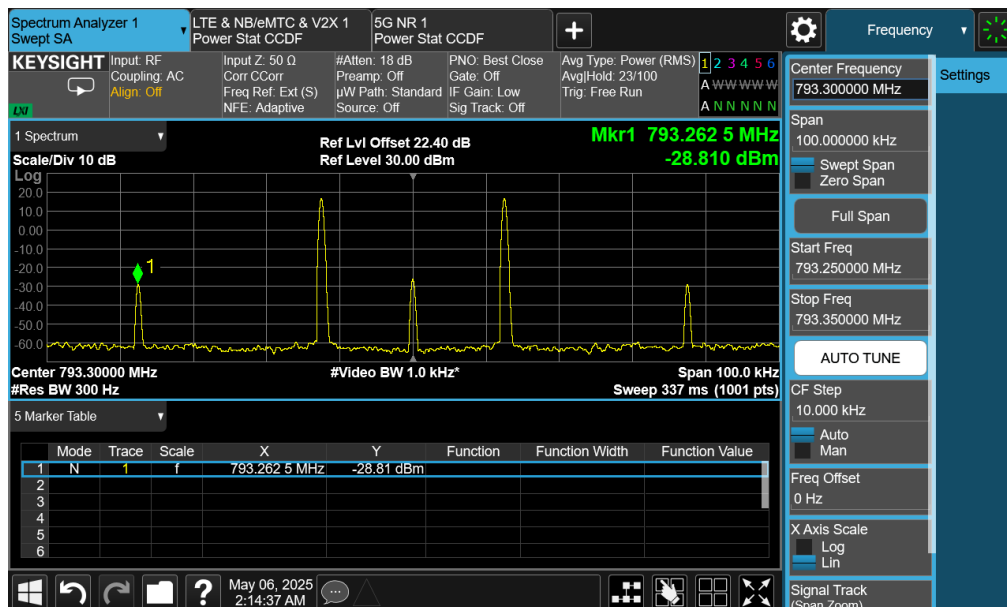 Spectrum Analyzer 1
Swept SA
LTE & NB/eMTC & V2X 1
Power Stat CCDF
5G NR 1
Power Stat CCDF
Frequency
KEYSIGHT
LXI
Input: RF
Coupling: AC
Align: Off
Input Z: 50 Ω
Corr CCorr
Freq Ref: Ext (S)
NFE: Adaptive
#Atten: 18 dB
Preamp: Off
µW Path: Standard
Source: Off
PNO: Best Close
Gate: Off
IF Gain: Low
Sig Track: Off
Avg Type: Power (RMS)
Avg|Hold: 23/100
Trig: Free Run
1 2 3 4 5 6
A W W W W W
A N N N N N
1 Spectrum
Scale/Div 10 dB
Ref Lvl Offset 22.40 dB
Ref Level 30.00 dBm
Mkr1 793.262 5 MHz
-28.810 dBm
Log
20.0
10.0
0.00
-10.0
-20.0
-30.0
-40.0
-50.0
-60.0
1
Center 793.30000 MHz
#Res BW 300 Hz
#Video BW 1.0 kHz*
Span 100.0 kHz
Sweep 337 ms (1001 pts)
5 Marker Table
Mode Trace Scale X Y Function Function Width Function Value
1 N 1 f 793.262 5 MHz -28.81 dBm
2
3
4
5
6
May 06, 2025
2:14:37 AM
Center Frequency
793.300000 MHz
Settings
Span
100.000000 kHz
Swept Span
Zero Span
Full Span
Start Freq
793.250000 MHz
Stop Freq
793.350000 MHz
AUTO TUNE
CF Step
10.000 kHz
Auto
Man
Freq Offset
0 Hz
X Axis Scale
Log
Lin
Signal Track
(Span Zoom)